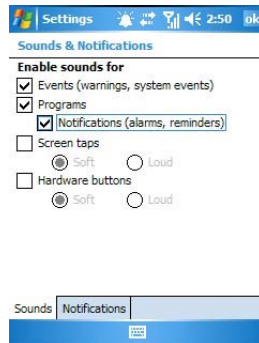 Settings 2:50 ok
Sounds & Notifications
Enable sounds for
Events (warnings, system events)
Programs
Notifications (alarms, reminders)
Screen taps
Soft Loud
Hardware buttons
Soft Loud
Sounds Notifications